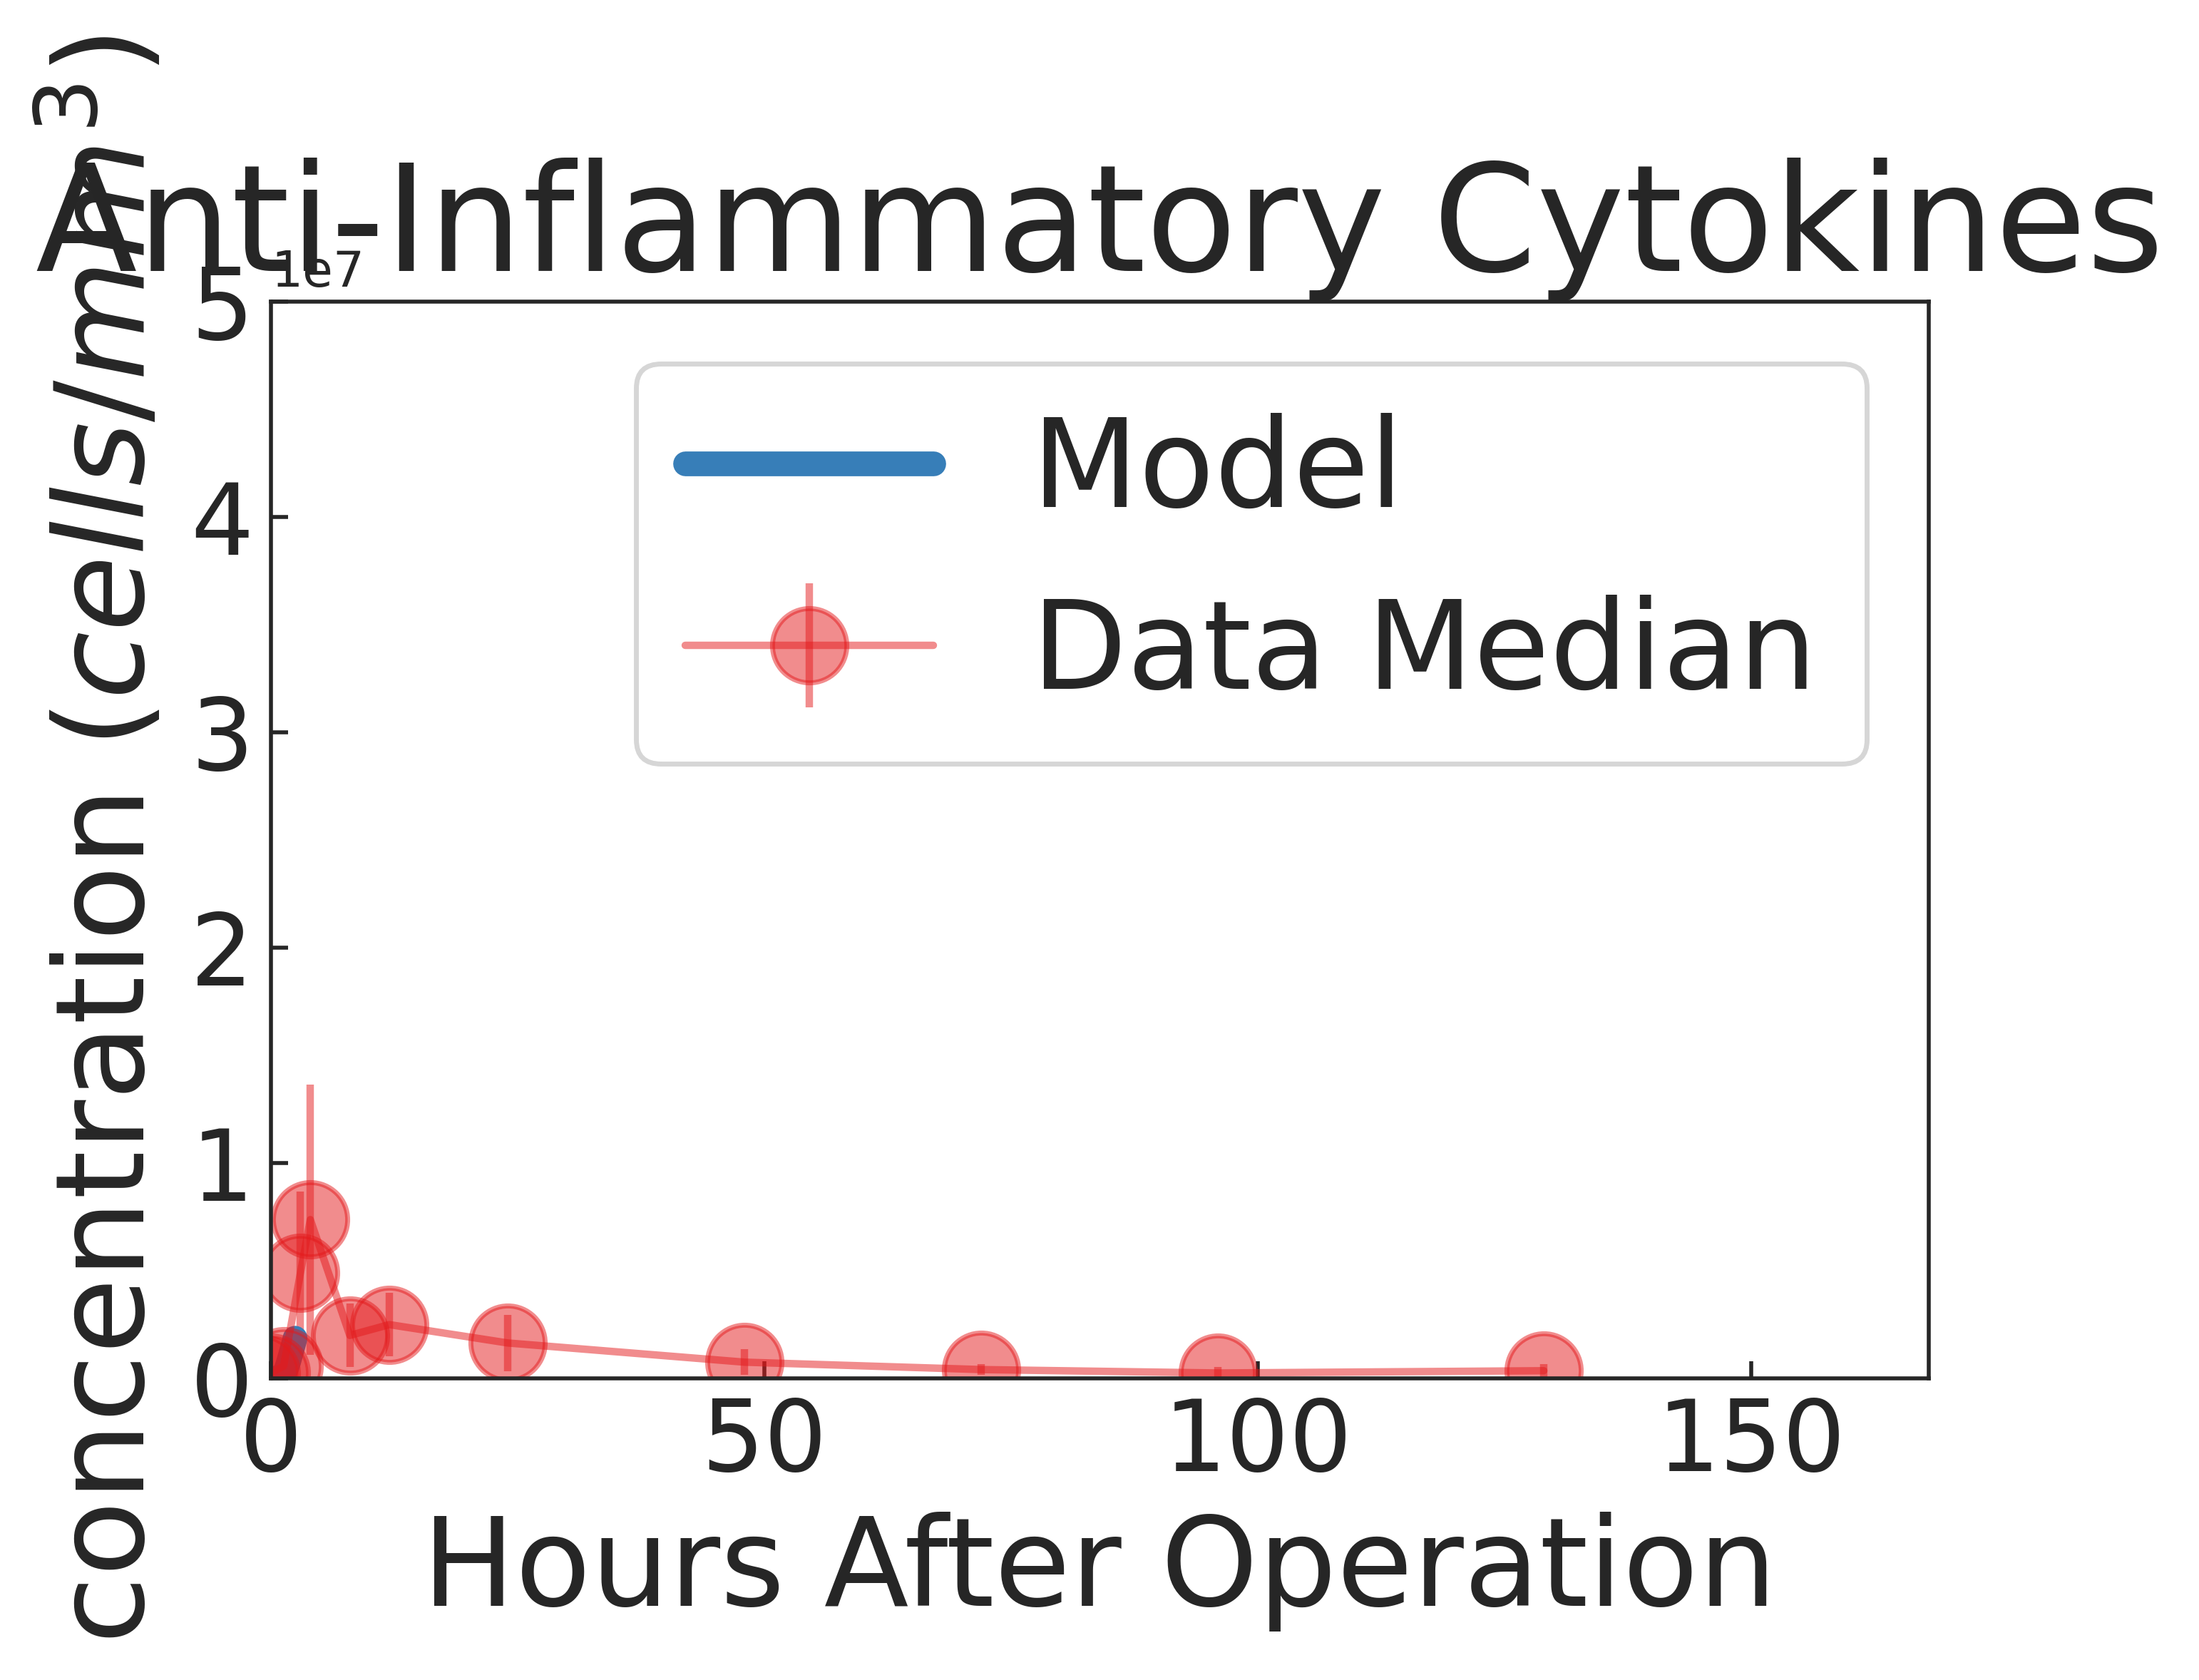 Anti-Inflammatory Cytokines
1e7
concentration (cells/mm³)
5
4
3
2
1
0
Model
Data Median
0 50 100 150
Hours After Operation